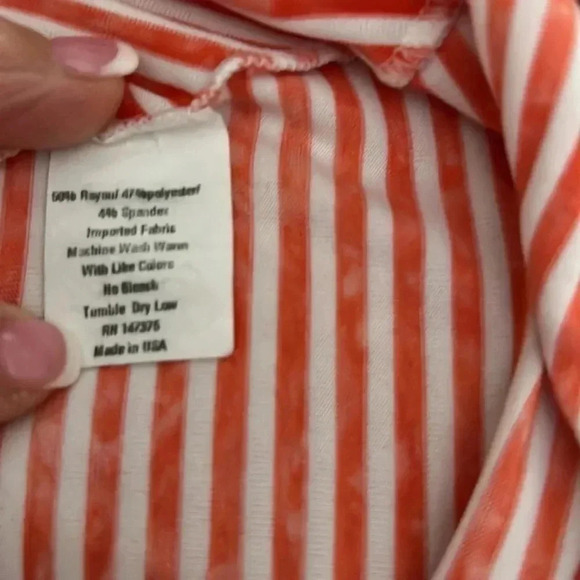 Rayon/ 47% polyester/
4% Spandex
Imported Fabric
Machine Wash Warm
With Like Colors
No Bleach
Tumble Dry Low
RN 147375
Made in USA